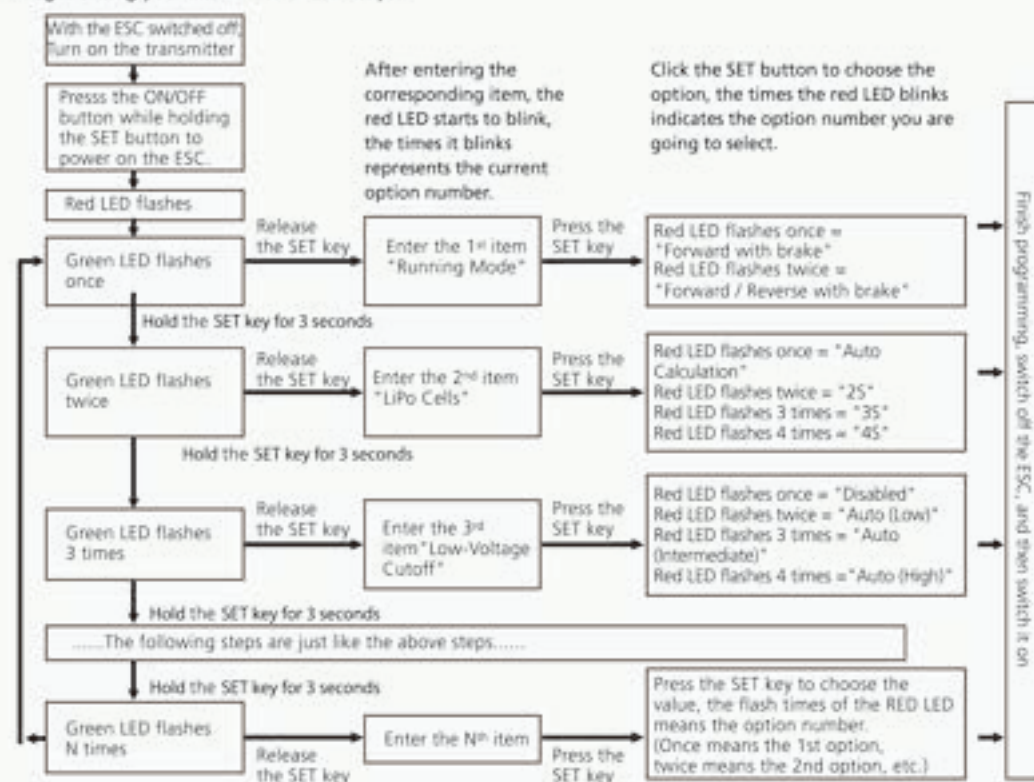 With the ESC switched off,
Turn on the transmitter
Presss the ON/OFF
button while holding
the SET button to
power on the ESC.
Red LED flashes
After entering the
corresponding item, the
red LED starts to blink,
the times it blinks
represents the current
option number.
Click the SET button to choose the
option, the times the red LED blinks
indicates the option number you are
going to select.
Green LED flashes
once
Release
the SET key
Enter the 1st item
"Running Mode"
Press the
SET key
Red LED flashes once =
"Forward with brake"
Red LED flashes twice =
"Forward / Reverse with brake"
Hold the SET key for 3 seconds
Green LED flashes
twice
Release
the SET key
Enter the 2nd item
"LiPo Cells"
Press the
SET key
Red LED flashes once = "Auto
Calculation"
Red LED flashes twice = "2S"
Red LED flashes 3 times = "3S"
Red LED flashes 4 times = "4S"
Hold the SET key for 3 seconds
Green LED flashes
3 times
Release
the SET key
Enter the 3rd
item "Low-Voltage
Cutoff"
Press the
SET key
Red LED flashes once = "Disabled"
Red LED flashes twice = "Auto (Low)"
Red LED flashes 3 times = "Auto
(Intermediate)"
Red LED flashes 4 times ="Auto (High)"
Hold the SET key for 3 seconds
......The following steps are just like the above steps......
Hold the SET key for 3 seconds
Green LED flashes
N times
Release
the SET key
Enter the Nth item
Press the
SET key
Press the SET key to choose the
value, the flash times of the RED LED
means the option number.
(Once means the 1st option,
twice means the 2nd option, etc.)
Finish programming, switch off the ESC, and then switch it on